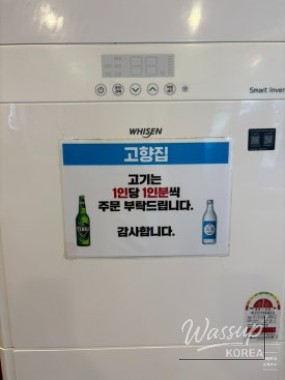 Smart Inver
WHISEN
고향집
고기는
1인당 1인분씩
주문 부탁드립니다.
감사합니다.
Wassup
KOREA